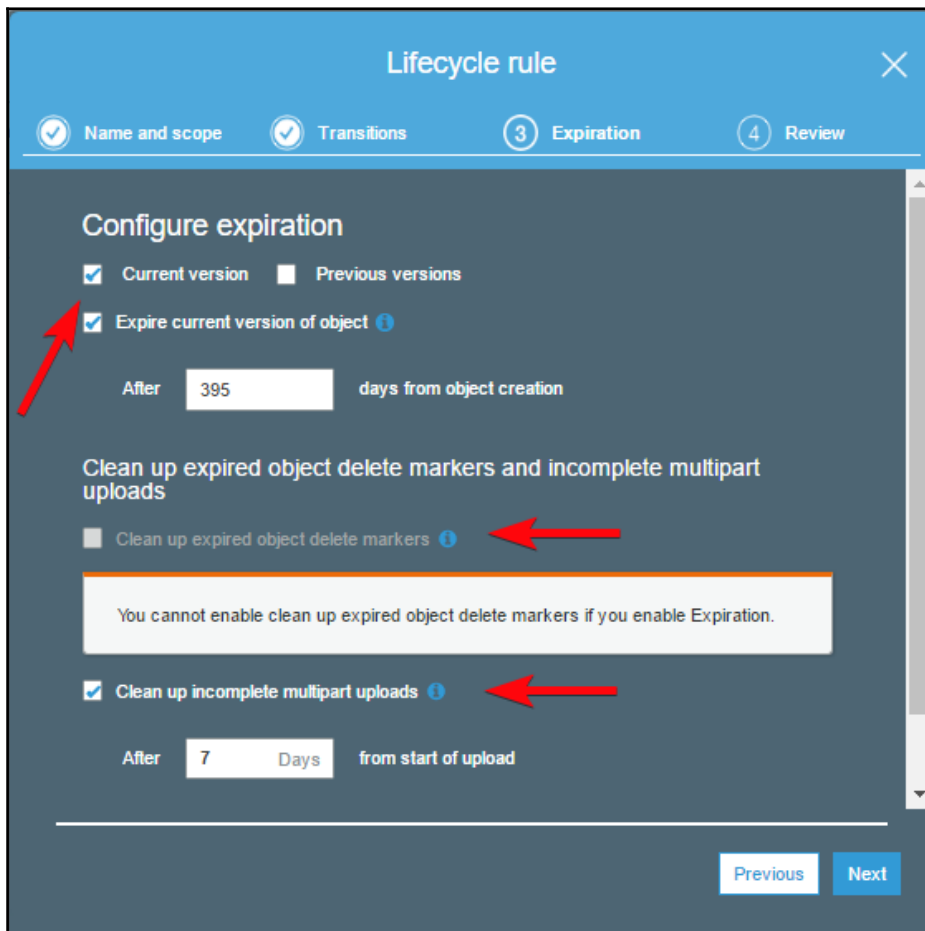 Lifecycle rule
Name and scope Transitions 3 Expiration 4 Review
Configure expiration
Current version Previous versions
Expire current version of object
After 395 days from object creation
Clean up expired object delete markers and incomplete multipart
uploads
Clean up expired object delete markers
You cannot enable clean up expired object delete markers if you enable Expiration.
Clean up incomplete multipart uploads
After 7 Days from start of upload
Previous Next